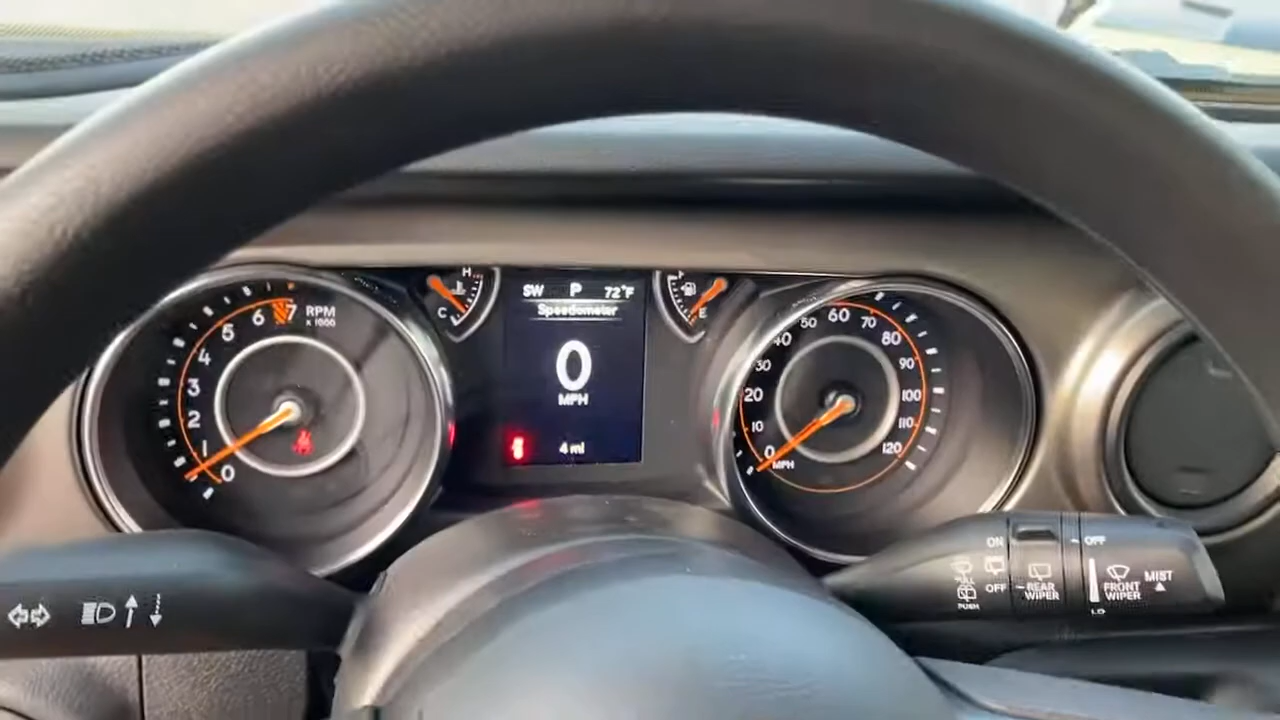 7
6
5
4
3
2
1
0
RPM
x 1000
H
C
SW P 72°F
Speedometer
0
MPH
4 mi
F
E
0
10
20
30
40
50
60
70
80
90
100
110
120
MPH
ON
OFF
PUSH
REAR
WIPER
OFF
FRONT
WIPER
MIST
LO